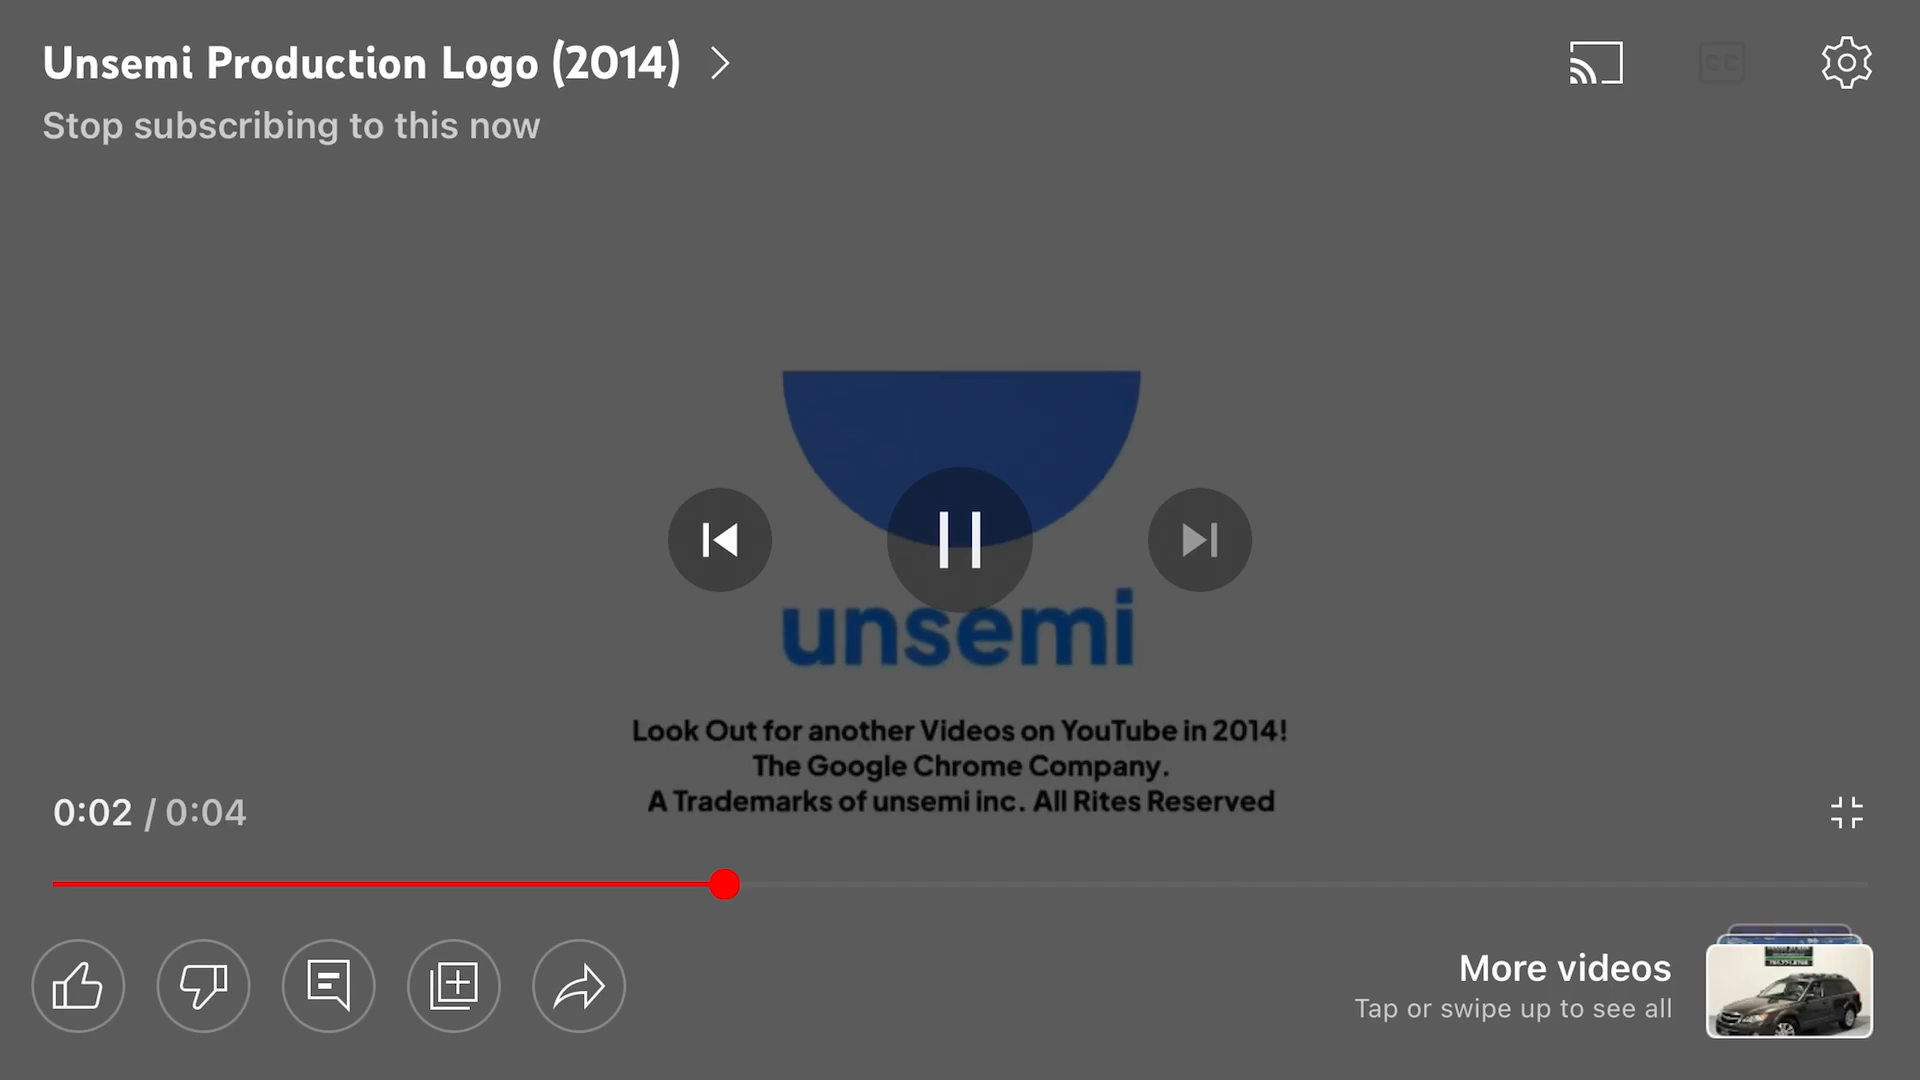 Unsemi Production Logo (2014)
Stop subscribing to this now
CC
unsemi
Look Out for another Videos on YouTube in 2014!
The Google Chrome Company.
A Trademarks of unsemi inc. All Rites Reserved
0:02 / 0:04
More videos
Tap or swipe up to see all